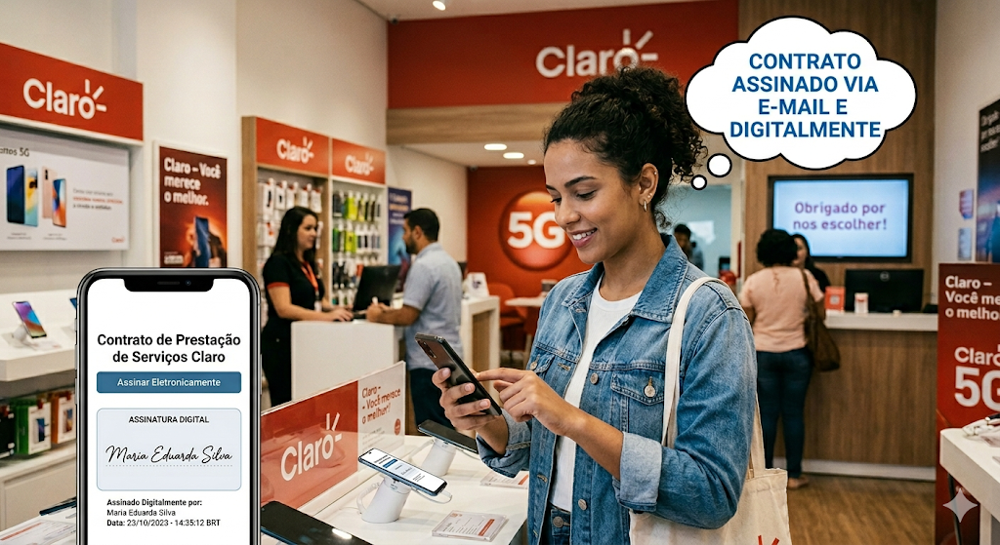 Claro
Claro
CONTRATO
ASSINADO VIA
E-MAIL E
DIGITALMENTE
Claro
Claro
Claro – Você
merece
o melhor.
5G
5G
Obrigado por
nos escolher!
Claro –
Você me
o melho
Claro
5G
Claro –
– Você merece
o melhor!
Claro
Contrato de Prestação
de Serviços Claro
Assinar Eletronicamente
ASSINATURA DIGITAL
Maria Eduarda Silva
Assinado Digitalmente por:
Maria Eduarda Silva
Data: 23/10/2023 - 14:35:12 BRT